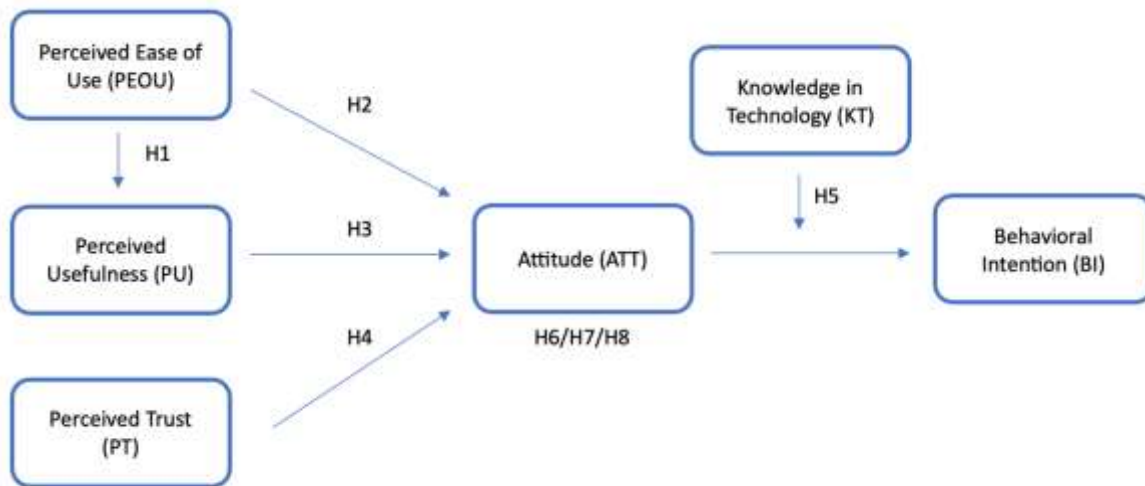 Perceived Ease of
Use (PEOU)
H1
H2
Perceived
Usefulness (PU)
H3
Perceived Trust
(PT)
H4
Attitude (ATT)
H6/H7/H8
Knowledge in
Technology (KT)
H5
Behavioral
Intention (BI)